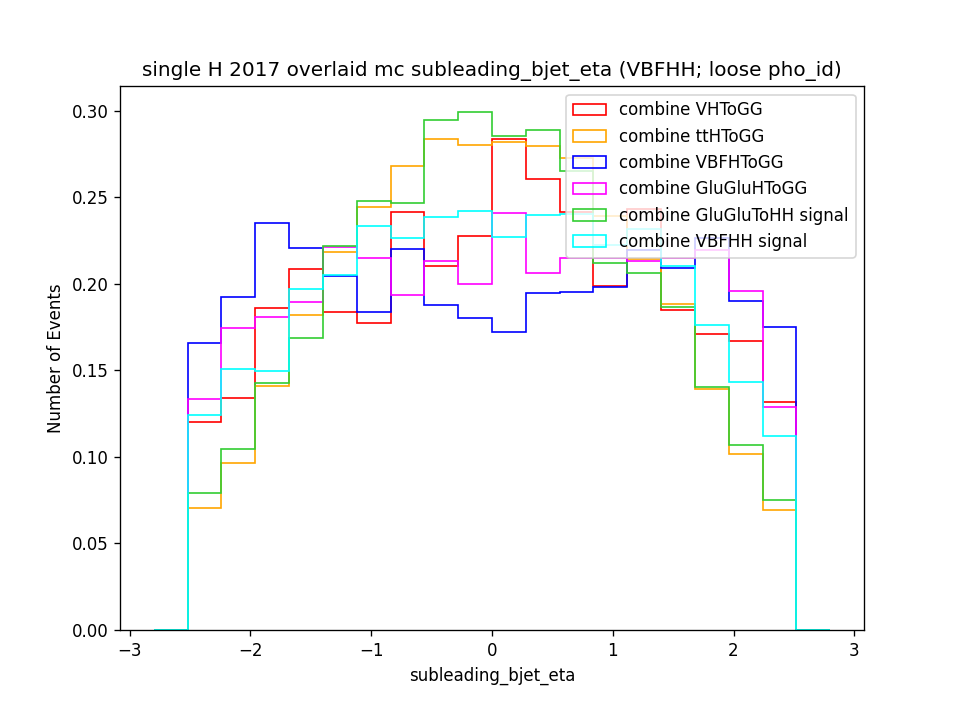 single H 2017 overlaid mc subleading_bjet_eta (VBFHH; loose pho_id)
combine VHToGG
combine ttHToGG
combine VBFHToGG
combine GluGluHToGG
combine GluGluToHH signal
combine VBFHH signal
Number of Events
0.30
0.25
0.20
0.15
0.10
0.05
0.00
−3 −2 −1 0 1 2 3
subleading_bjet_eta